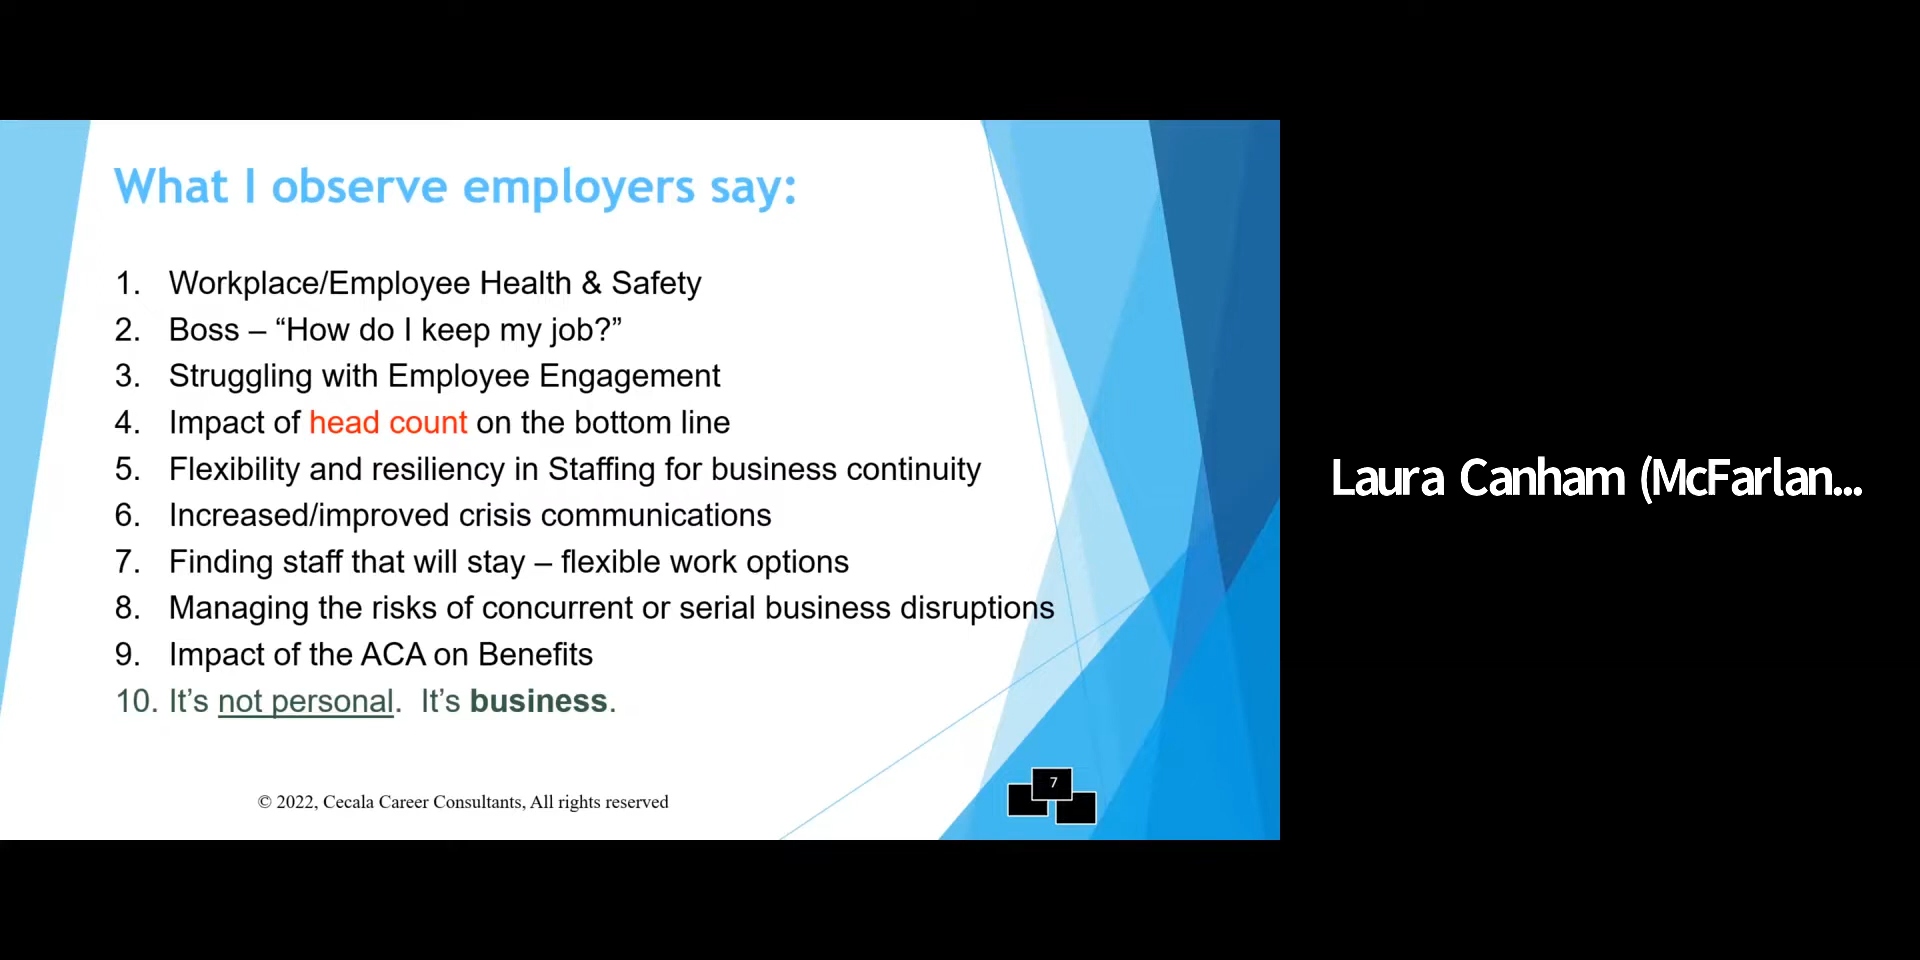 What I observe employers say:
1. Workplace/Employee Health & Safety
2. Boss – “How do I keep my job?”
3. Struggling with Employee Engagement
4. Impact of head count on the bottom line
5. Flexibility and resiliency in Staffing for business continuity
6. Increased/improved crisis communications
7. Finding staff that will stay – flexible work options
8. Managing the risks of concurrent or serial business disruptions
9. Impact of the ACA on Benefits
10. It’s not personal. It’s business.
© 2022, Cecala Career Consultants, All rights reserved
7
Laura Canham (McFarlan...